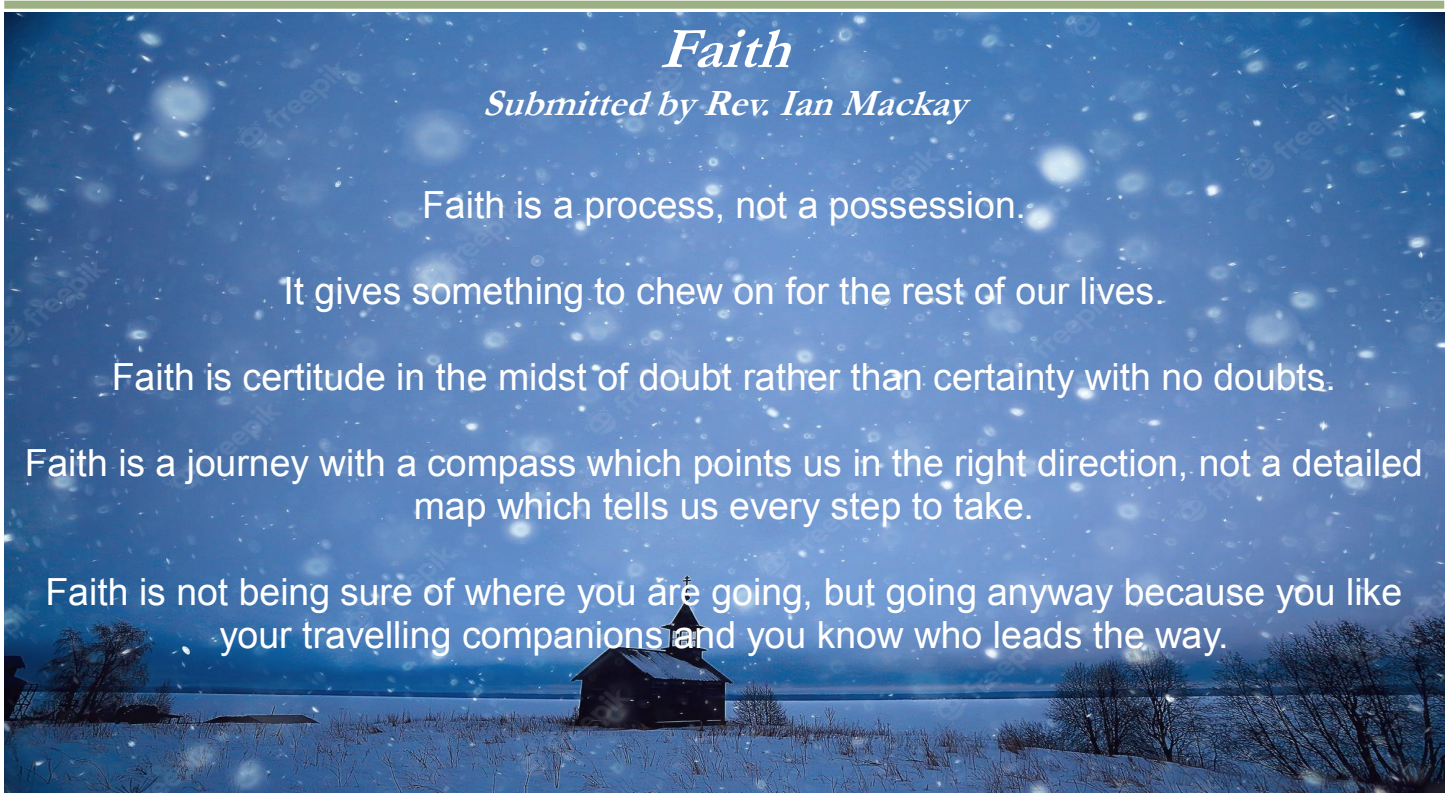 Faith
Submitted by Rev. Ian Mackay
Faith is a process, not a possession.
It gives something to chew on for the rest of our lives.
Faith is certitude in the midst of doubt rather than certainty with no doubts.
Faith is a journey with a compass which points us in the right direction, not a detailed
map which tells us every step to take.
Faith is not being sure of where you are going, but going anyway because you like
your travelling companions and you know who leads the way.
freepik